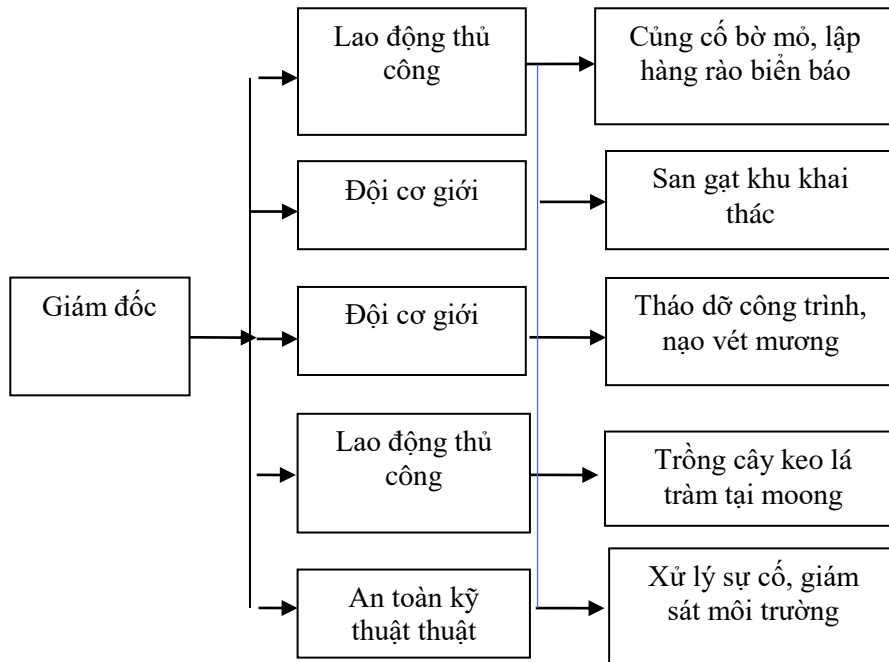 Lao động thủ
công
Củng cố bờ mỏ, lập
hàng rào biển báo
Đội cơ giới
San gạt khu khai
thác
Giám đốc
Đội cơ giới
Tháo dỡ công trình,
nạo vét mương
Lao động thủ
công
Trồng cây keo lá
tràm tại moong
An toàn kỹ
thuật thuật
Xử lý sự cố, giám
sát môi trường